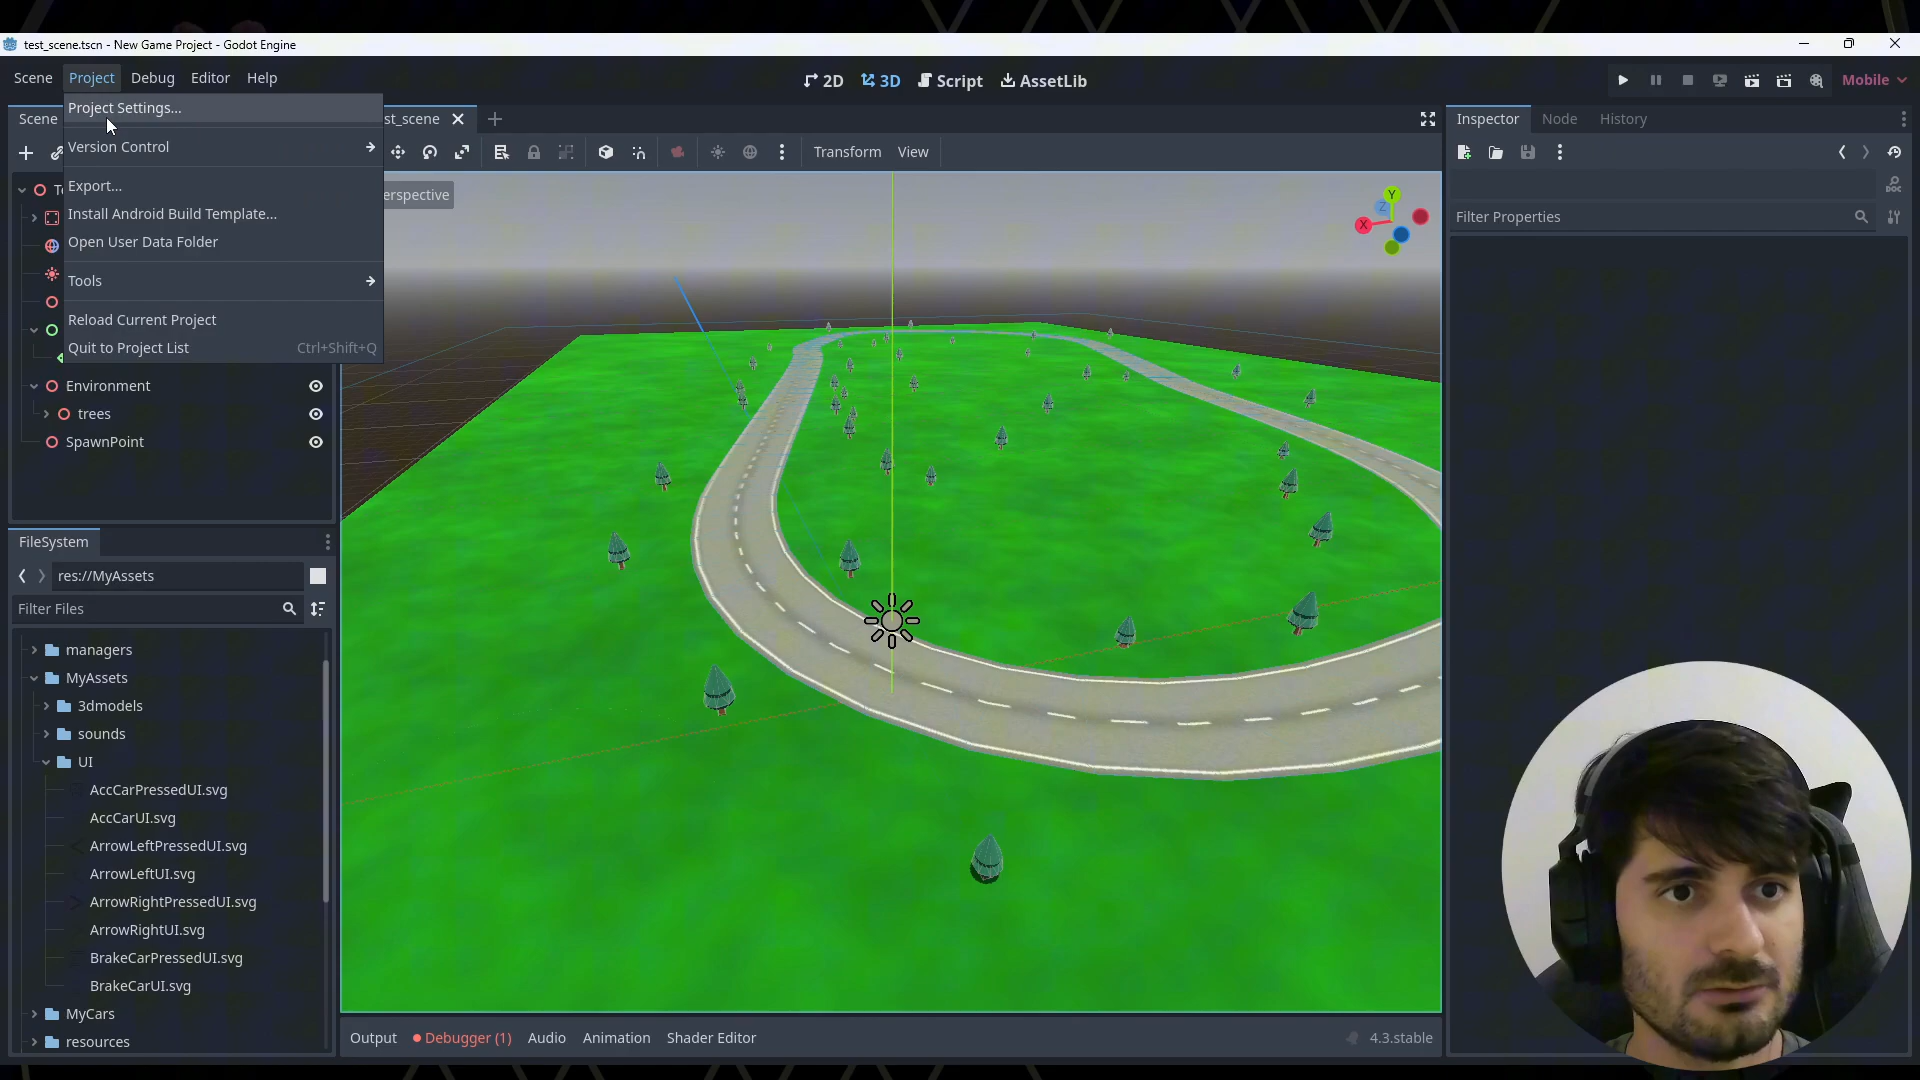 test_scene.tscn - New Game Project - Godot Engine
Scene Project Debug Editor Help
2D 3D Script AssetLib
Mobile
Project Settings...
Version Control
Export...
Install Android Build Template...
Open User Data Folder
Tools
Reload Current Project
Quit to Project List Ctrl+Shift+Q
Scene
st_scene
Transform View
erspective
Y
Z
X
Environment
trees
SpawnPoint
FileSystem
res://MyAssets
Filter Files
managers
MyAssets
3dmodels
sounds
UI
AccCarPressedUI.svg
AccCarUI.svg
ArrowLeftPressedUI.svg
ArrowLeftUI.svg
ArrowRightPressedUI.svg
ArrowRightUI.svg
BrakeCarPressedUI.svg
BrakeCarUI.svg
MyCars
resources
Output Debugger (1) Audio Animation Shader Editor
4.3.stable
Inspector Node History
DOC
Filter Properties